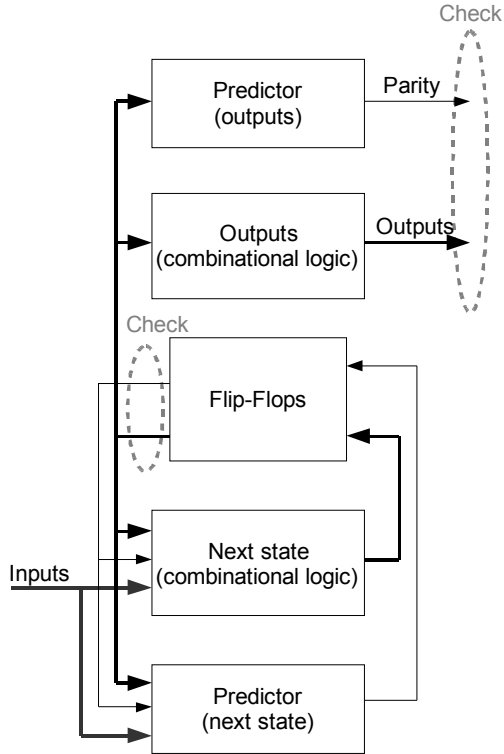 Check
Predictor
(outputs)
Parity
Outputs
(combinational logic)
Outputs
Check
Flip-Flops
Next state
(combinational logic)
Inputs
Predictor
(next state)